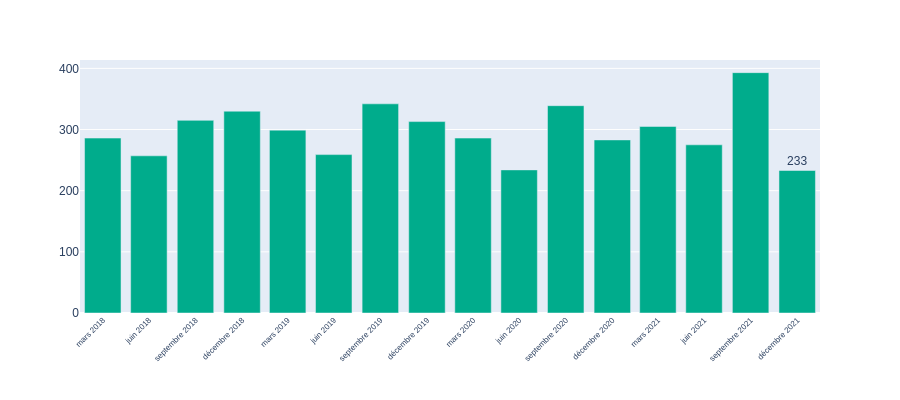 400
300
200
100
0
233
mars 2018
juin 2018
septembre 2018
décembre 2018
mars 2019
juin 2019
septembre 2019
décembre 2019
mars 2020
juin 2020
septembre 2020
décembre 2020
mars 2021
juin 2021
septembre 2021
décembre 2021